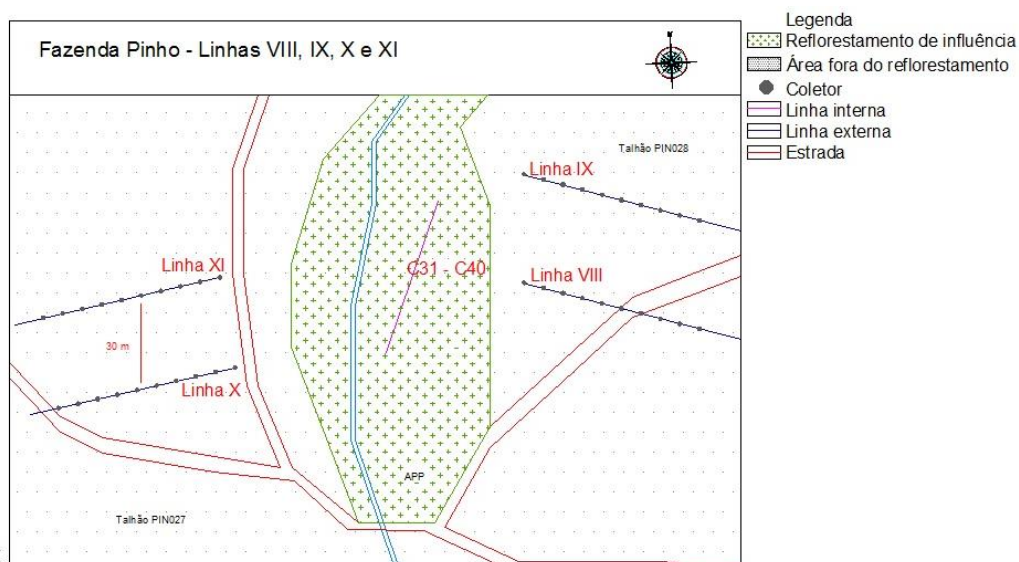 Fazenda Pinho - Linhas VIII, IX, X e XI
Legenda
Reflorestamento de influência
Área fora do reflorestamento
Coletor
Linha interna
Linha externa
Estrada
Talhão PIN028
Linha IX
Linha XI
C31 - C40
Linha VIII
30 m
Linha X
APP
Talhão PIN027